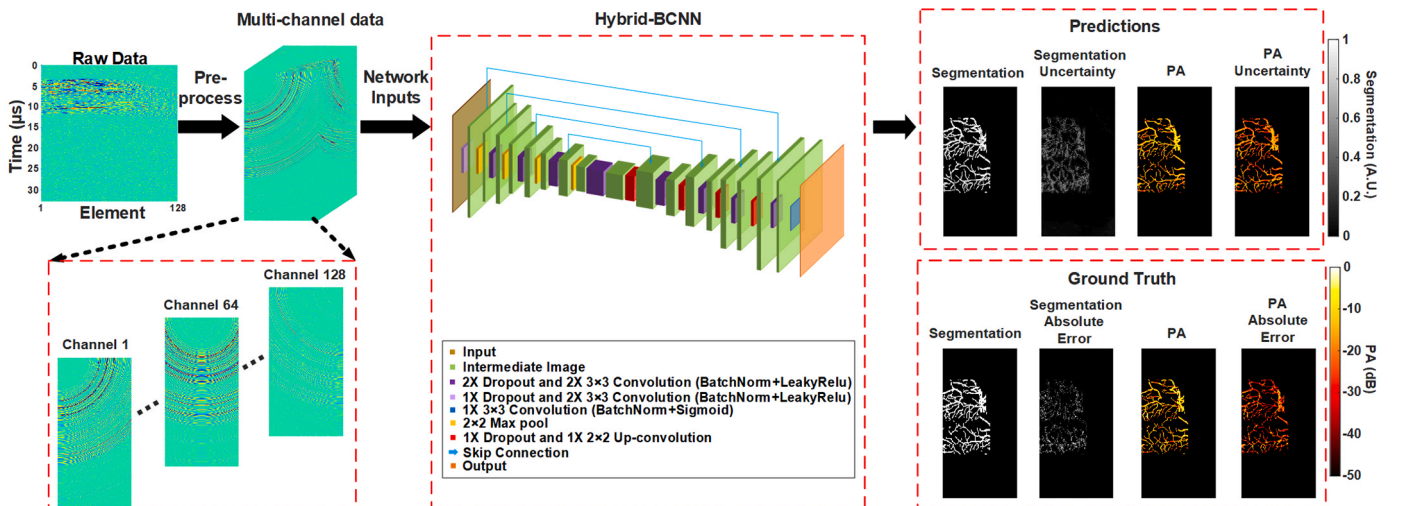 Multi-channel data
Raw Data
0
5
10
15
20
25
30
Time (µs)
1
128
Element
Pre-
process
Network
Inputs
Channel 1
Channel 64
Channel 128
Hybrid-BCNN
Input
Intermediate Image
2X Dropout and 2X 3×3 Convolution (BatchNorm+LeakyRelu)
1X Dropout and 2X 3×3 Convolution (BatchNorm+LeakyRelu)
1X 3×3 Convolution (BatchNorm+Sigmoid)
2×2 Max pool
1X Dropout and 1X 2×2 Up-convolution
Skip Connection
Output
Predictions
Segmentation
Segmentation
Uncertainty
PA
PA
Uncertainty
1
0.8
0.6
0.4
0.2
0
Segmentation (A.U.)
Ground Truth
Segmentation
Segmentation
Absolute
Error
PA
PA
Absolute
Error
0
-10
-20
-30
-40
-50
PA (dB)